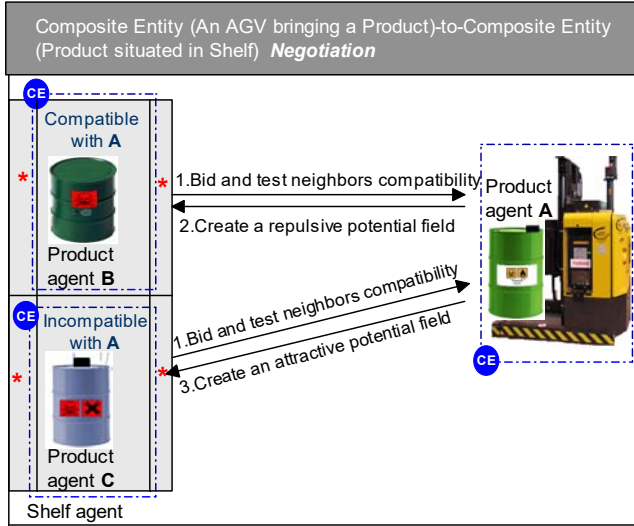 Composite Entity (An AGV bringing a Product)-to-Composite Entity
(Product situated in Shelf) Negotiation
CE
Compatible
with A
*
*
Product
agent B
1.Bid and test neighbors compatibility
2.Create a repulsive potential field
Product
agent A
CE
CE
Incompatible
with A
*
*
Product
agent C
1.Bid and test neighbors compatibility
3.Create an attractive potential field
Shelf agent